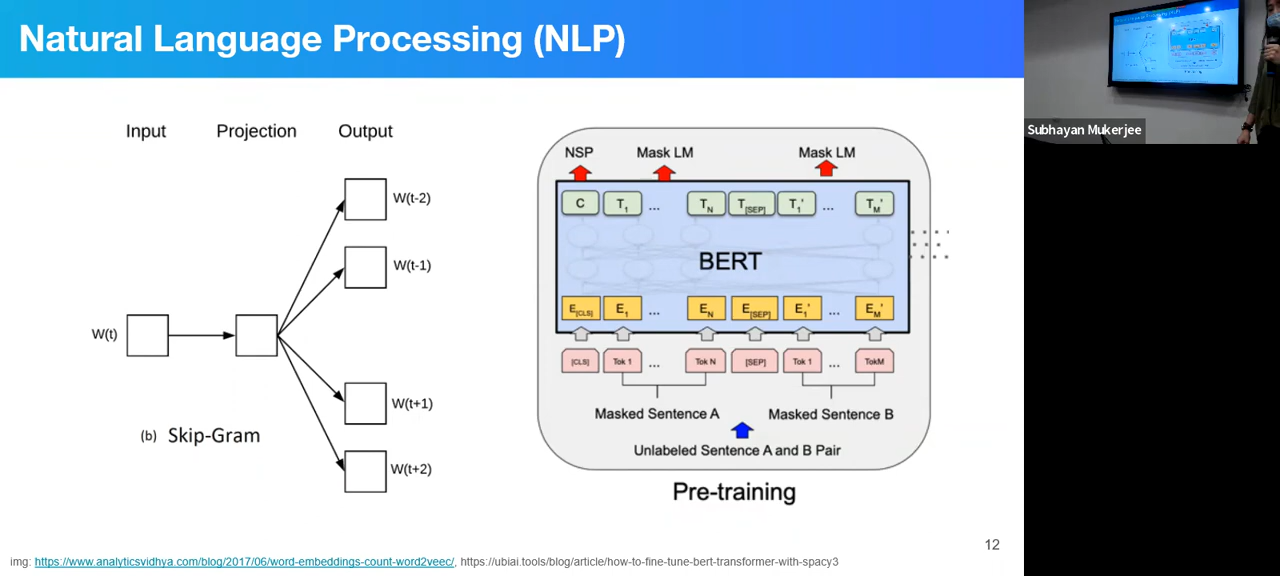 Natural Language Processing (NLP)
Input Projection Output
W(t-2)
W(t-1)
W(t)
W(t+1)
W(t+2)
(b) Skip-Gram
NSP Mask LM Mask LM
C T1 ... TN T[SEP] T1' ... TM'
BERT
E[CLS] E1 ... EN E[SEP] E1' ... EM'
[CLS] Tok 1 ... Tok N [SEP] Tok 1 ... TokM
Masked Sentence A Masked Sentence B
Unlabeled Sentence A and B Pair
Pre-training
12
img: https://www.analyticsvidhya.com/blog/2017/06/word-embeddings-count-word2veec/, https://ubiai.tools/blog/article/how-to-fine-tune-bert-transformer-with-spacy3
Subhayan Mukerjee